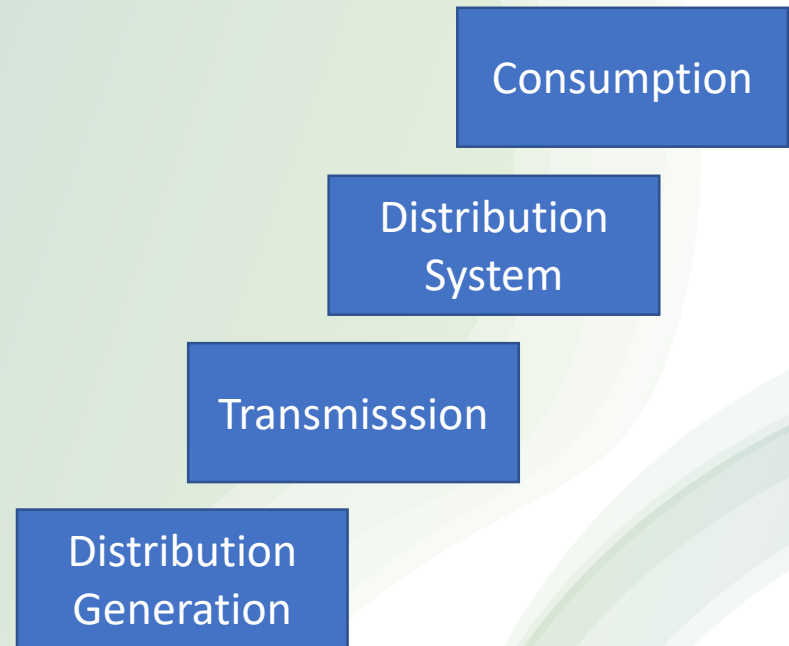 Consumption
Distribution
System
Transmisssion
Distribution
Generation